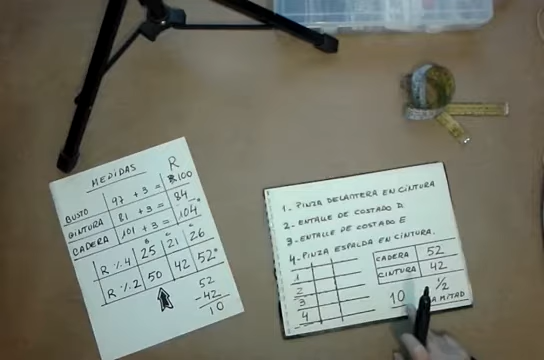 MEDIDAS R
BUSTO 97 + 3 = 100
CINTURA 81 + 3 = 84
CADERA 101 + 3 = 104*
R % 4 25 21 26
R % 2 50 42 52*
52
-42
10
1- PINZA DELANTERA EN CINTURA
2- ENTALLE DE COSTADO D
3- ENTALLE DE COSTADO E
4- PINZA ESPALDA EN CINTURA.
1
2
3
4
CADERA 52
CINTURA 42
10 1/2
A MITAD